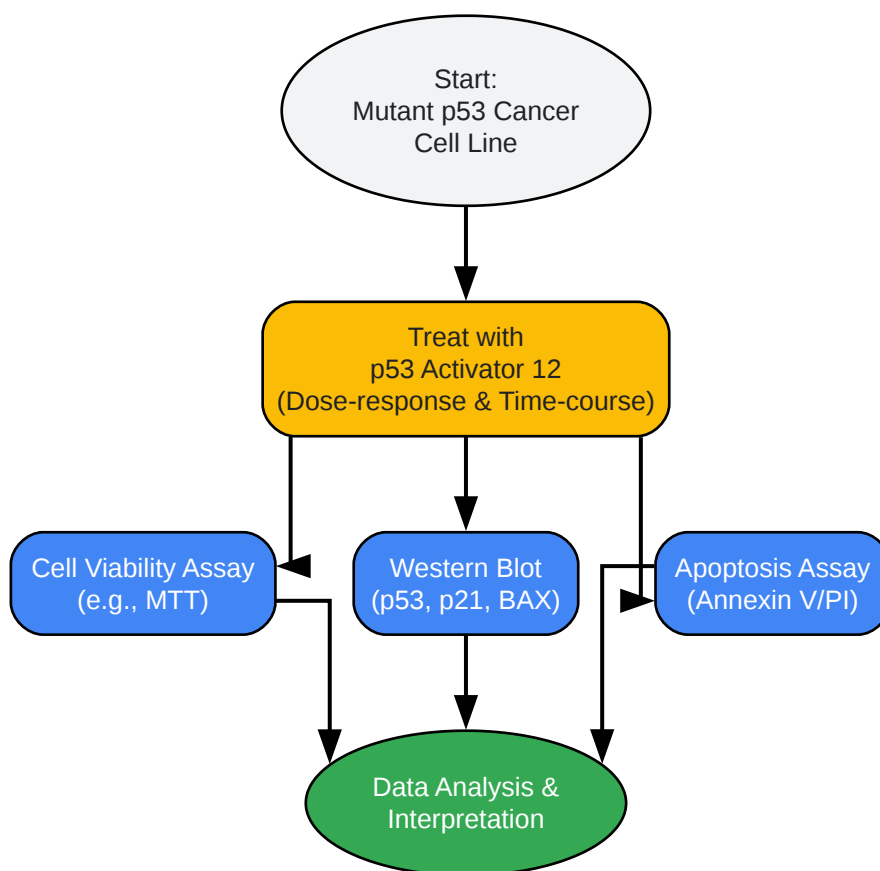 Start:
Mutant p53 Cancer
Cell Line
Treat with
p53 Activator 12
(Dose-response & Time-course)
Cell Viability Assay
(e.g., MTT)
Western Blot
(p53, p21, BAX)
Apoptosis Assay
(Annexin V/PI)
Data Analysis &
Interpretation